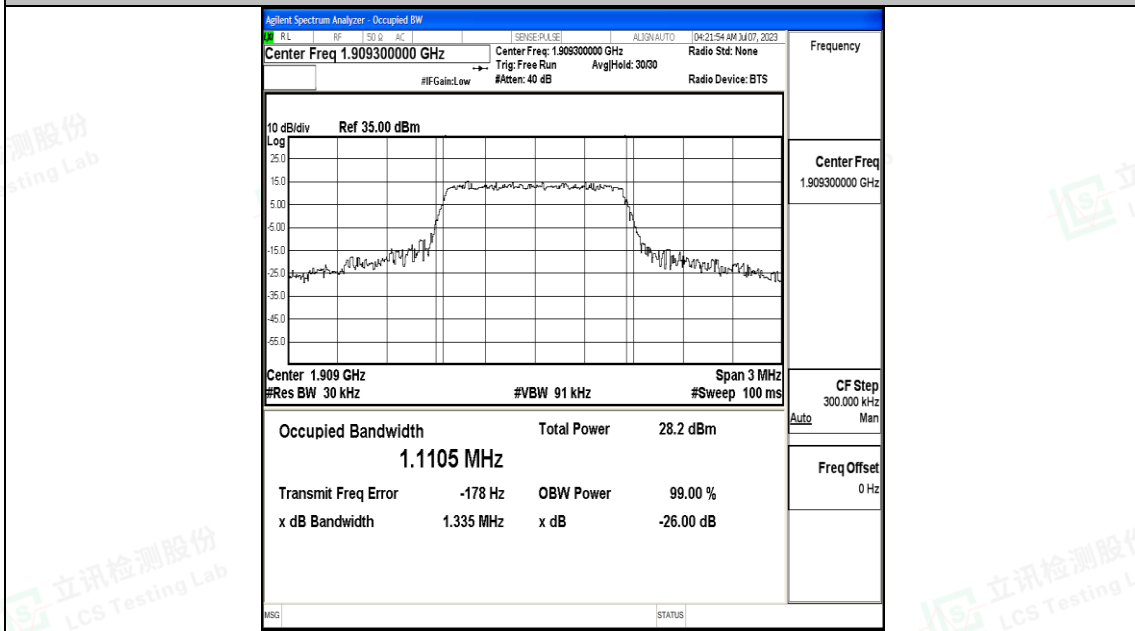 Agilent Spectrum Analyzer - Occupied BW
RL RF 50 Ω AC SENSE:PULSE ALIGN AUTO 04:21:54 AM Jul 07, 2023
Center Freq 1.909300000 GHz
Center Freq: 1.909300000 GHz
Radio Std: None
Trig: Free Run Avg|Hold: 30/30
#IFGain:Low
#Atten: 40 dB
Radio Device: BTS
Frequency
10 dB/div Ref 35.00 dBm
Log
25.0
15.0
5.00
-5.00
-15.0
-25.0
-35.0
-45.0
-55.0
Center 1.909 GHz Span 3 MHz
#Res BW 30 kHz #VBW 91 kHz #Sweep 100 ms
Center Freq
1.909300000 GHz
CF Step
300.000 kHz
Auto Man
Freq Offset
0 Hz
Occupied Bandwidth Total Power 28.2 dBm
1.1105 MHz
Transmit Freq Error -178 Hz OBW Power 99.00 %
x dB Bandwidth 1.335 MHz x dB -26.00 dB
MSG STATUS
立讯检测股份
LCS Testing Lab
立讯检测股份
LCS Testing L